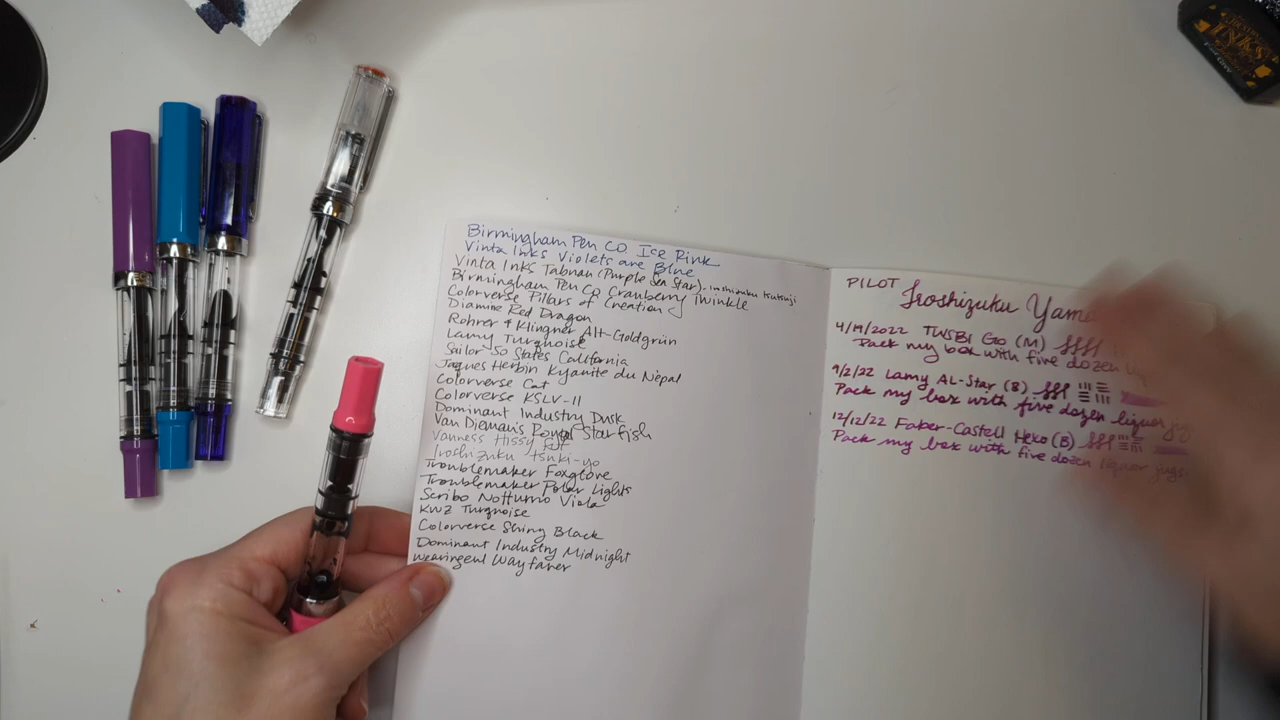 Birmingham Pen Co Ice Rink
Vinta Inks Violets are Blue
Vinta Inks Tabnan (Purple Sea Star) - Iroshizuku Kutsnji
Birmingham Pen Co Cranberry Twinkle
Colorverse Pillars of Creation
Diamine Red Dragon
Rohrer & Klingner Alt-Goldgrün
Lamy Turquoise
Sailor 50 States California
Jaques Herbin Kyanite du Népal
Colorverse Cat
Colorverse KSLV-II
Dominant Industry Dusk
Van Dieman's Royal Starfish
Vanness Hissy Fit
Iroshizuku tsuki-yo
Troublemaker Foxglove
Troublemaker Polar Lights
Scribo Notturno Viola
KWZ Turquoise
Colorverse Shiny Black
Dominant Industry Midnight
Wearingeul Wayfarer
PILOT Iroshizuku
4/19/2022 TWSBI Go (M)
Pack my box with five dozen
9/2/22 Lamy AL-Star (B)
Pack my box with five dozen liquor jugs
12/12/22 Faber-Castell Hexo (B)
Pack my box with five dozen liquor jugs.
INKS